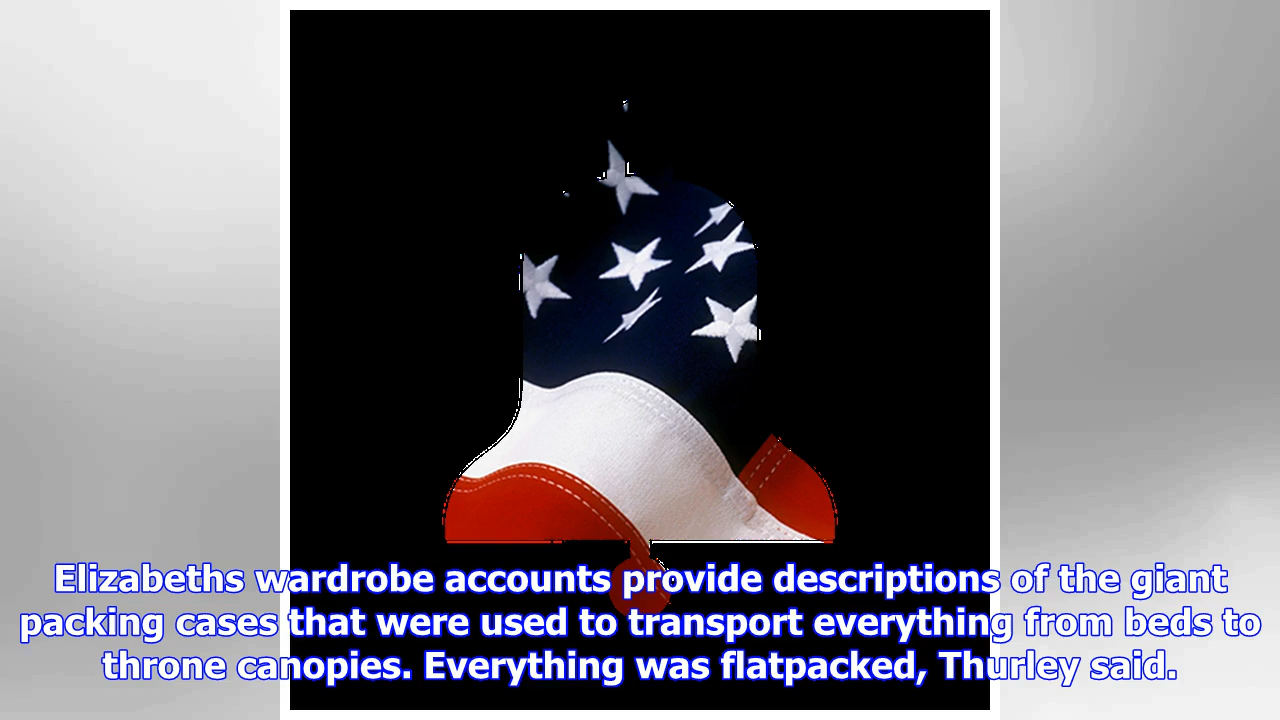 Elizabeths wardrobe accounts provide descriptions of the giant
packing cases that were used to transport everything from beds to
throne canopies. Everything was flatpacked, Thurley said.